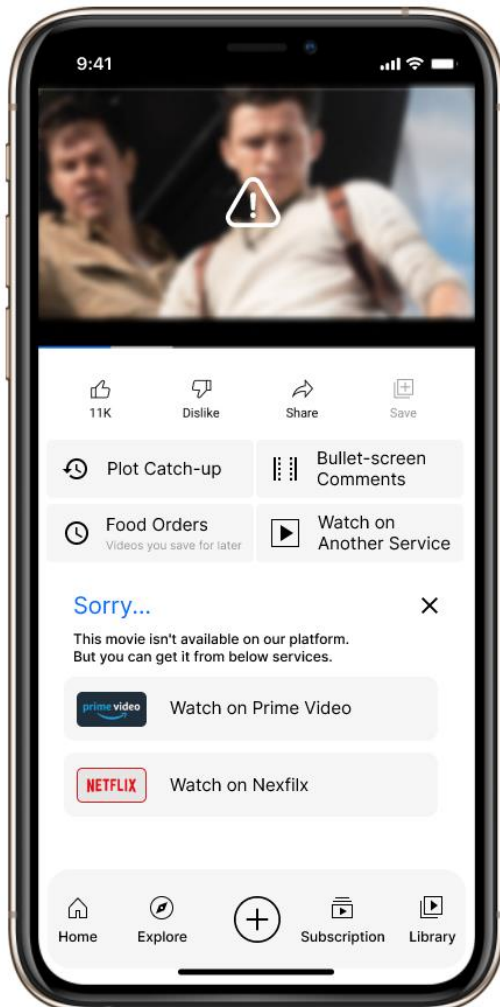 9:41
11K
Dislike
Share
Save
Plot Catch-up
Bullet-screen
Comments
Food Orders
Videos you save for later
Watch on
Another Service
Sorry...
This movie isn't available on our platform.
But you can get it from below services.
prime video
Watch on Prime Video
NETFLIX
Watch on Nexfilx
Home
Explore
Subscription
Library